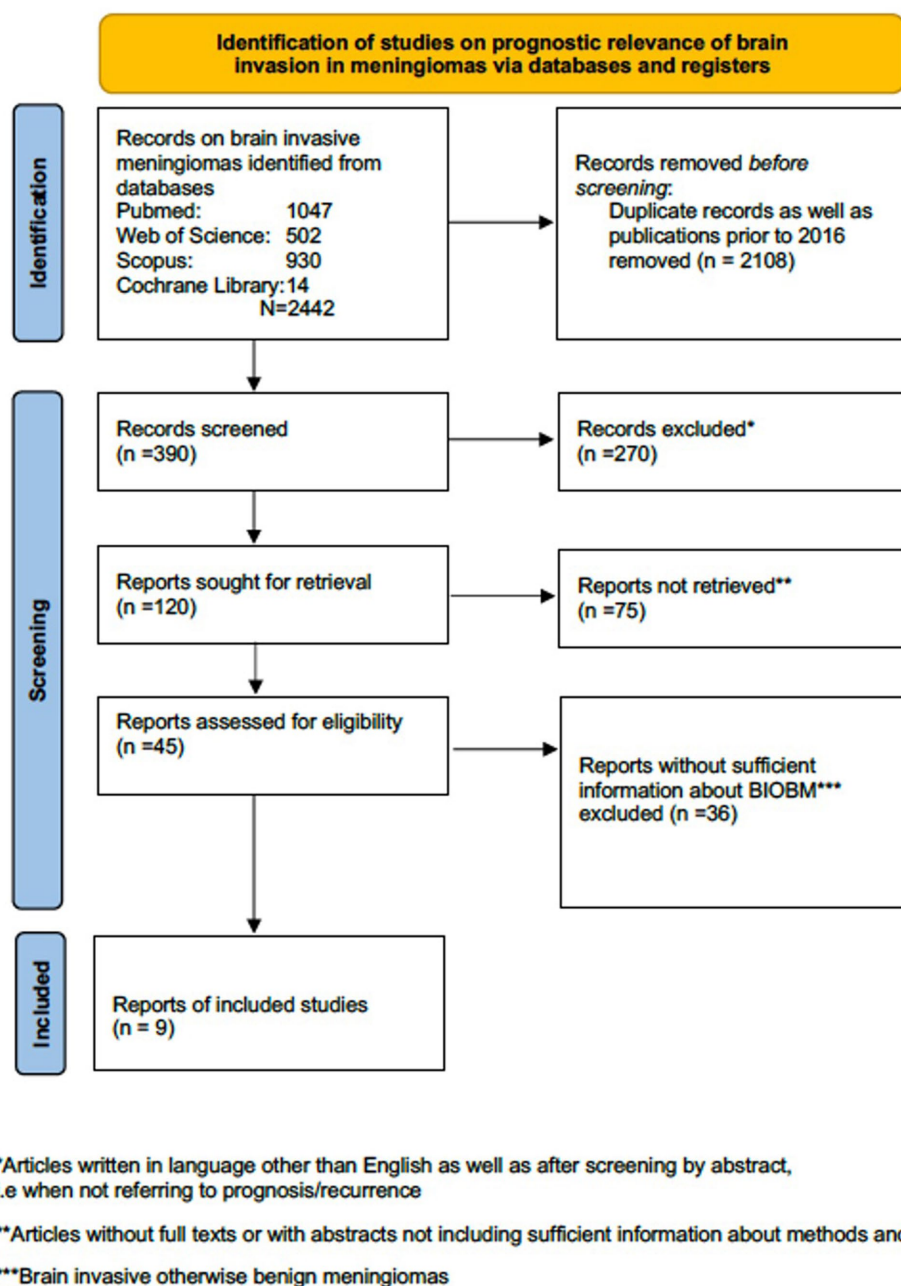 Identification of studies on prognostic relevance of brain
invasion in meningiomas via databases and registers
Identification
Records on brain invasive
meningiomas identified from
databases
Pubmed: 1047
Web of Science: 502
Scopus: 930
Cochrane Library:14
N=2442
Records removed before
screening:
Duplicate records as well as
publications prior to 2016
removed (n = 2108)
Screening
Records screened
(n =390)
Records excluded*
(n =270)
Reports sought for retrieval
(n =120)
Reports not retrieved**
(n =75)
Reports assessed for eligibility
(n =45)
Reports without sufficient
information about BIOBM***
excluded (n =36)
Included
Reports of included studies
(n = 9)
*Articles written in language other than English as well as after screening by abstract,
.e when not referring to prognosis/recurrence
**Articles without full texts or with abstracts not including sufficient information about methods and
***Brain invasive otherwise benign meningiomas